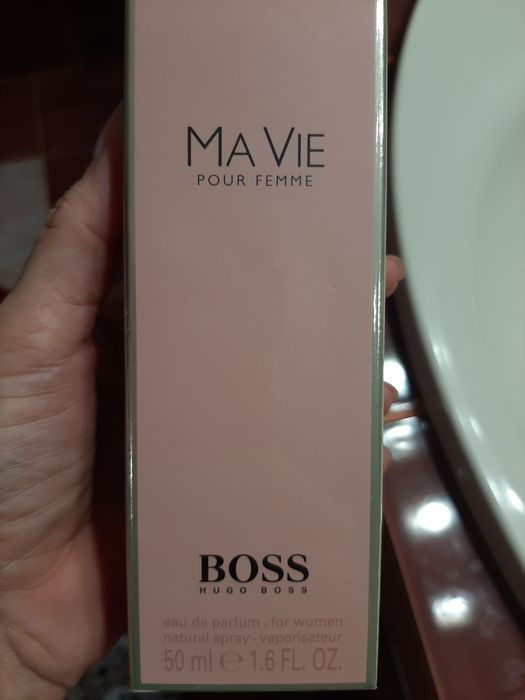 MA VIE
POUR FEMME
BOSS
HUGO BOSS
eau de parfum - for women
natural spray - vaporisateur
50 ml ℮ 1.6 FL. OZ.